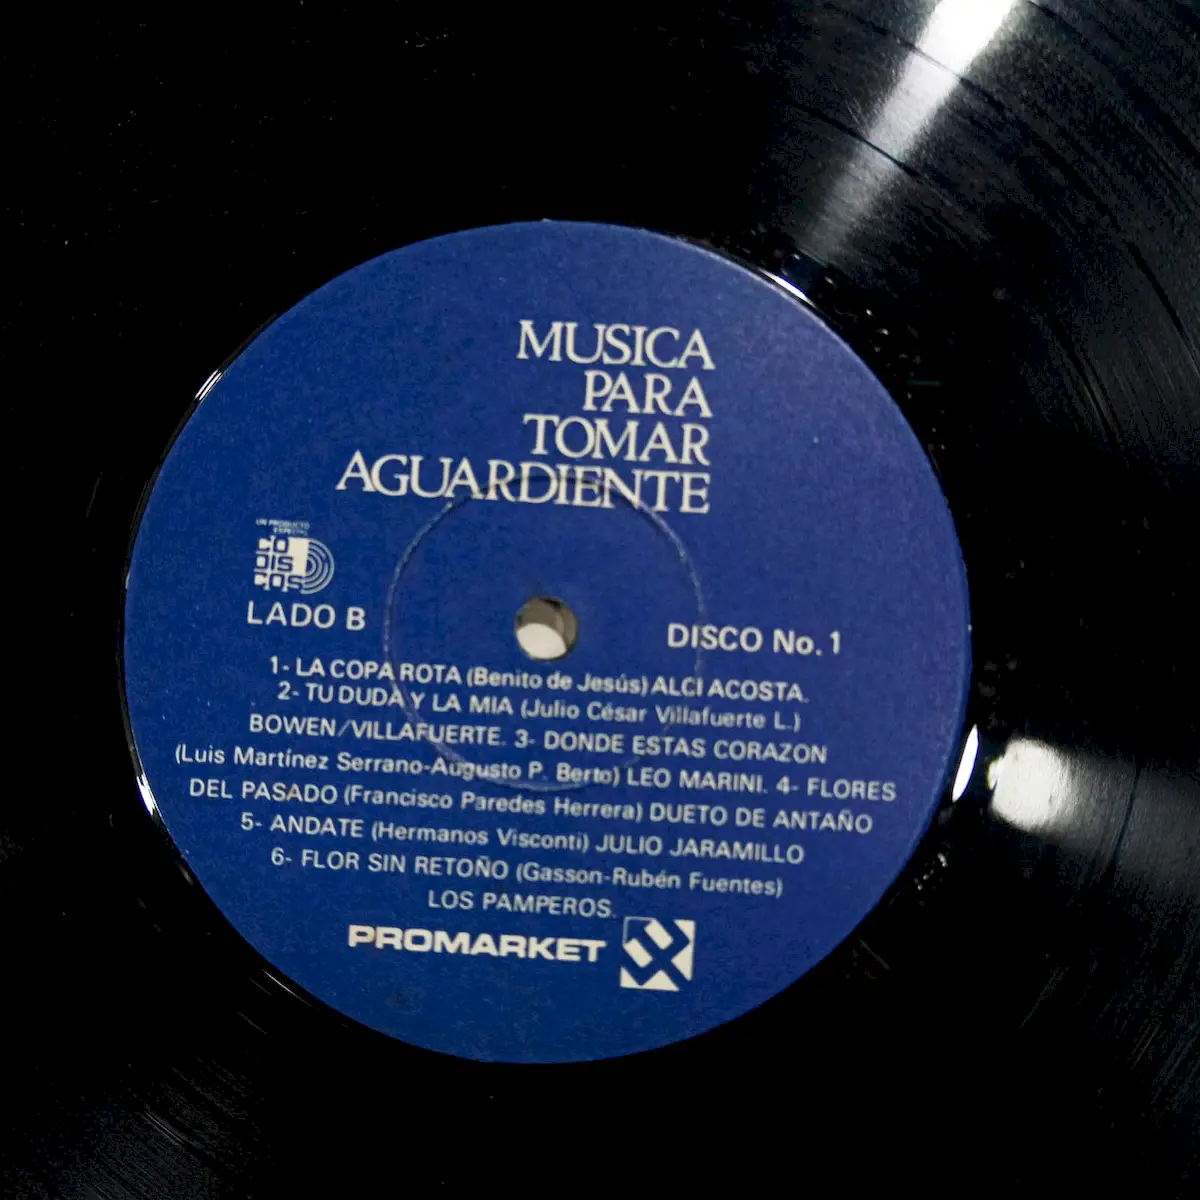 MUSICA
PARA
TOMAR
AGUARDIENTE
UN PRODUCTO
ESPECIAL
CO
DIS
COS
LADO B
DISCO No. 1
1- LA COPA ROTA (Benito de Jesús) ALCI ACOSTA.
2- TU DUDA Y LA MIA (Julio César Villafuerte L.)
BOWEN/VILLAFUERTE. 3- DONDE ESTAS CORAZON
(Luis Martínez Serrano-Augusto P. Berto) LEO MARINI. 4- FLORES
DEL PASADO (Francisco Paredes Herrera) DUETO DE ANTAÑO
5- ANDATE (Hermanos Visconti) JULIO JARAMILLO
6- FLOR SIN RETOÑO (Gasson-Rubén Fuentes)
LOS PAMPEROS.
PROMARKET